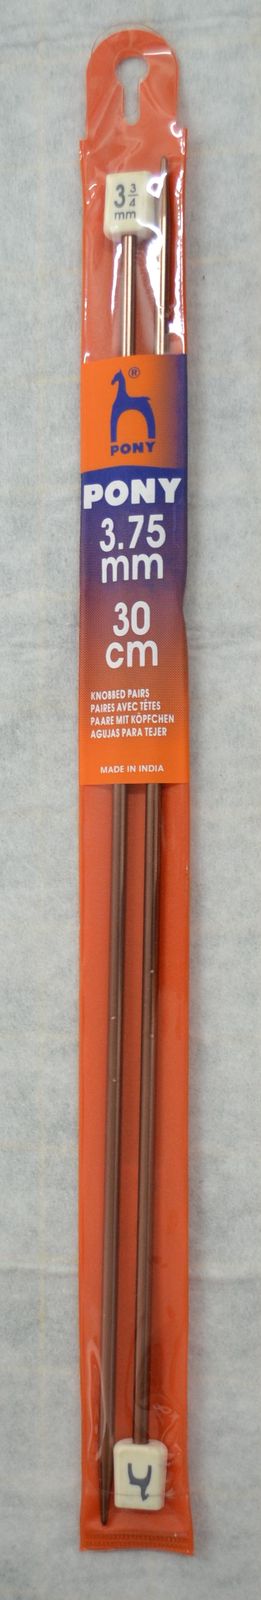 3 3/4
mm
®
PONY
PONY
3.75
mm
30
cm
KNOBBED PAIRS
PAIRES AVEC TÊTES
PAARE MIT KÖPFCHEN
AGUJAS PARA TEJER
MADE IN INDIA